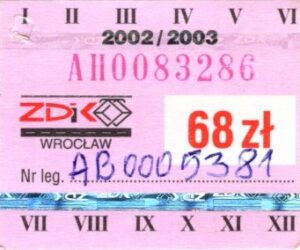 I II III IV V VI
2002/2003
AH0083286
ZDiK
WROCŁAW
68 zł
Nr leg. AB0005381
VII VIII IX X XI XII